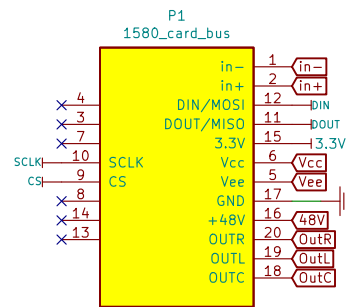 P1
1580_card_bus
in- 1 in-
in+ 2 in+
4 DIN/MOSI 12 DIN
3 DOUT/MISO 11 DOUT
7 3.3V 15 3.3V
SCLK 10 SCLK Vcc 6 Vcc
CS 9 CS Vee 5 Vee
8 GND 17
14 +48V 16 48V
13 OUTR 20 OutR
OUTL 19 OutL
OUTC 18 OutC